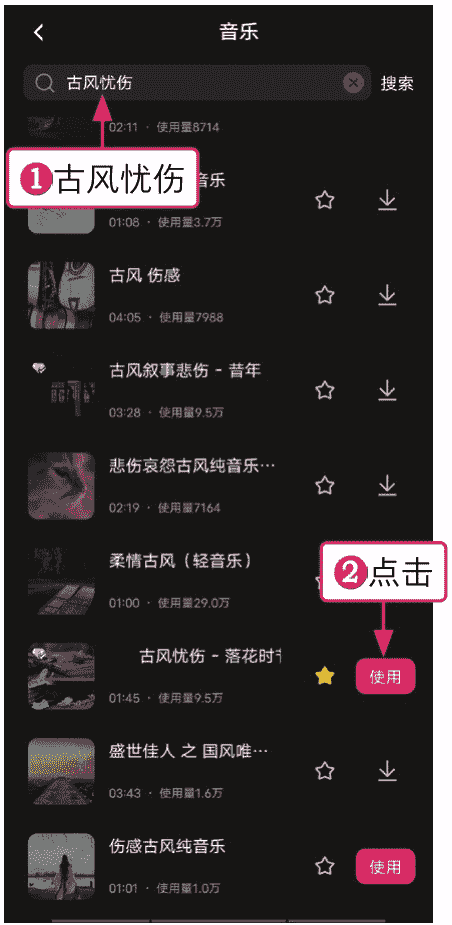 音乐
古风忧伤
搜索
02:11 · 使用量8714
❶古风忧伤
音乐
01:08 · 使用量3.7万
古风 伤感
04:05 · 使用量7988
古风叙事悲伤 - 昔年
03:28 · 使用量9.5万
悲伤哀怨古风纯音乐…
02:19 · 使用量7164
柔情古风（轻音乐）
01:00 · 使用量29.0万
❷点击
古风忧伤 - 落花时节
01:45 · 使用量9.5万
使用
盛世佳人 之 国风唯…
03:43 · 使用量1.6万
伤感古风纯音乐
01:01 · 使用量1.0万
使用